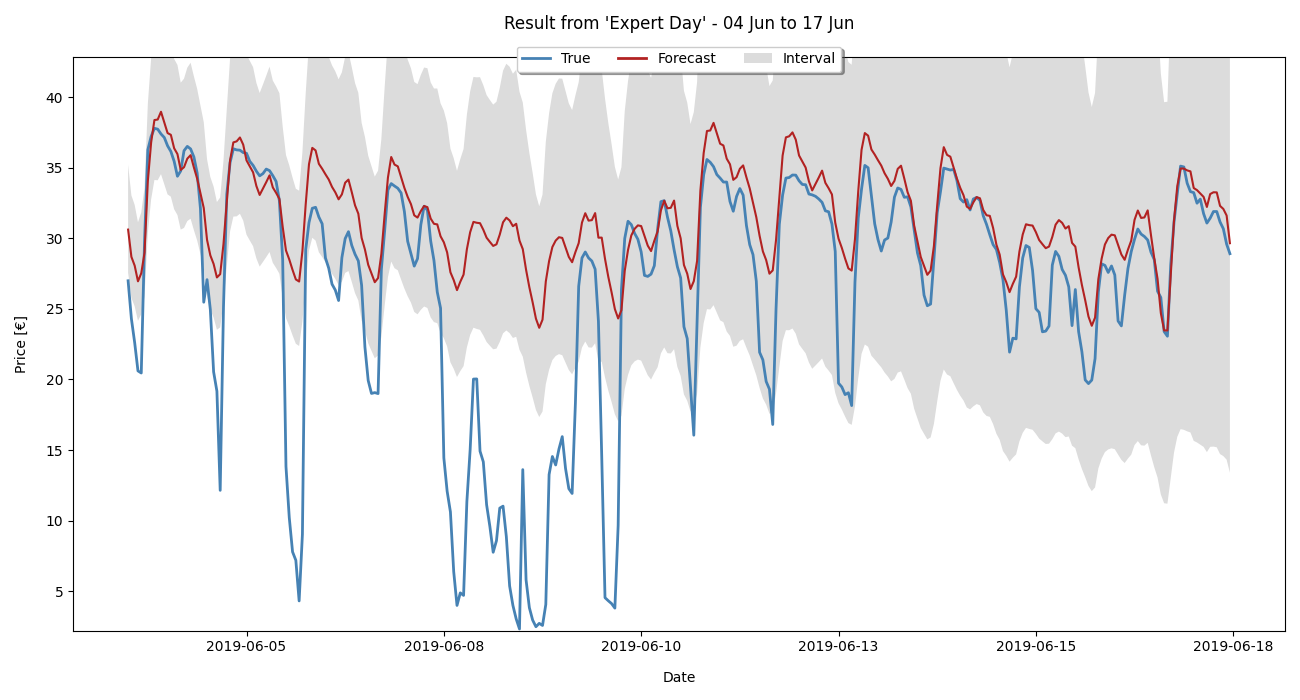 Result from 'Expert Day' - 04 Jun to 17 Jun
True Forecast Interval
40
35
30
25
20
15
10
5
Price [€]
2019-06-05 2019-06-08 2019-06-10 2019-06-13 2019-06-15 2019-06-18
Date